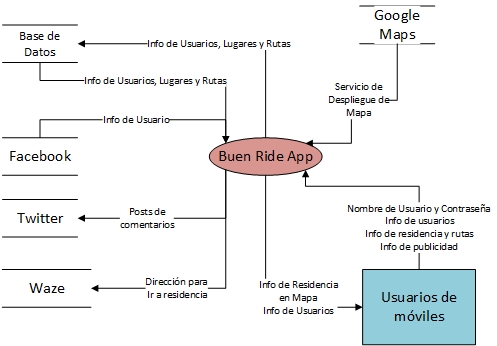 Base de
Datos
Info de Usuarios, Lugares y Rutas
Google
Maps
Info de Usuarios, Lugares y Rutas
Servicio de
Despliegue de
Mapa
Info de Usuario
Facebook
Buen Ride App
Twitter
Posts de
comentarios
Nombre de Usuario y Contraseña
Info de usuarios
Info de residencia y rutas
Info de publicidad
Waze
Dirección para
Ir a residencia
Info de Residencia
en Mapa
Info de Usuarios
Usuarios de
móviles